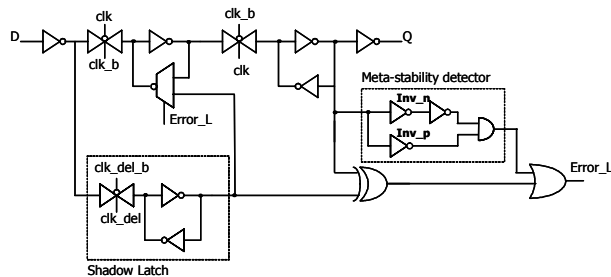 clk
clk_b
D
Q
clk_b
clk
Meta-stability detector
Inv_n
Error_L
Inv_p
clk_del_b
Error_L
clk_del
Shadow Latch